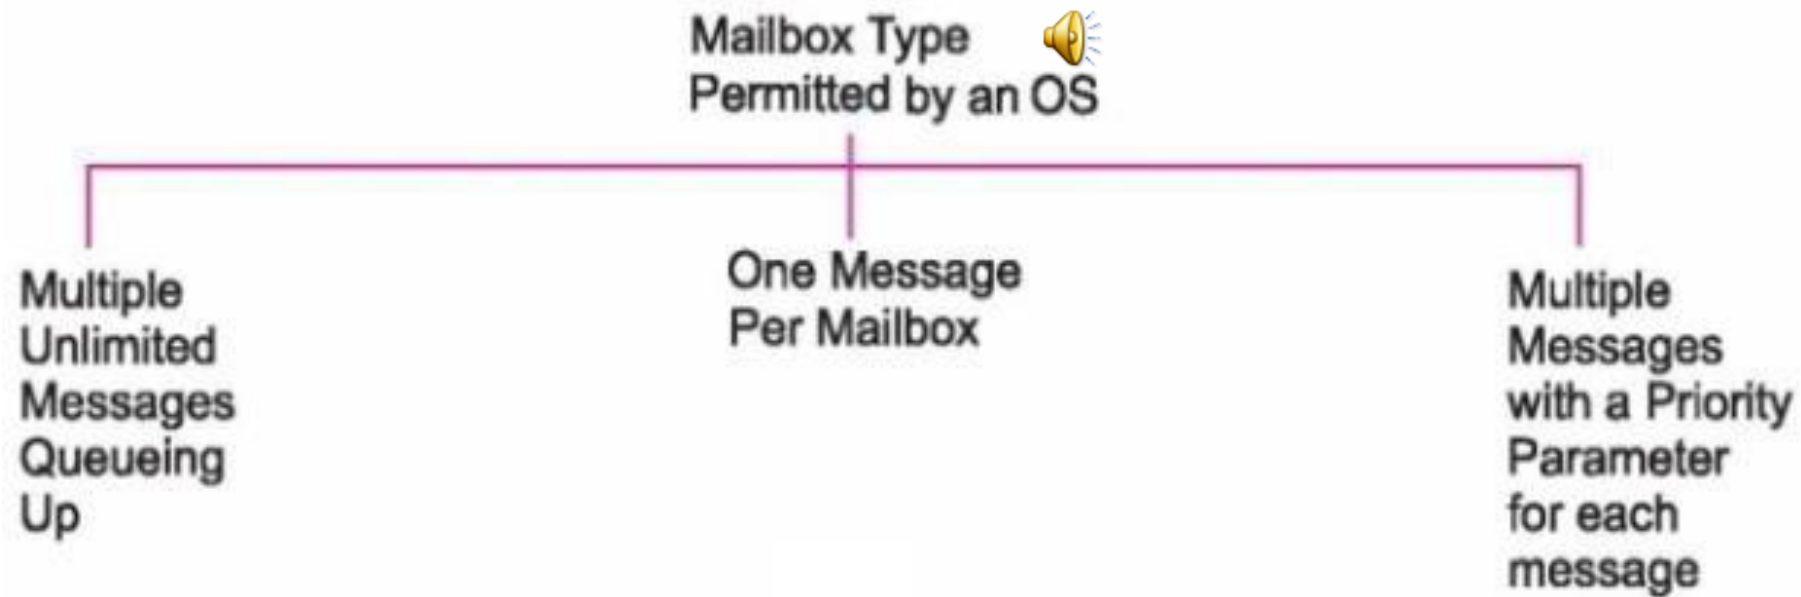 Mailbox Type
Permitted by an OS
Multiple
Unlimited
Messages
Queueing
Up
One Message
Per Mailbox
Multiple
Messages
with a Priority
Parameter
for each
message